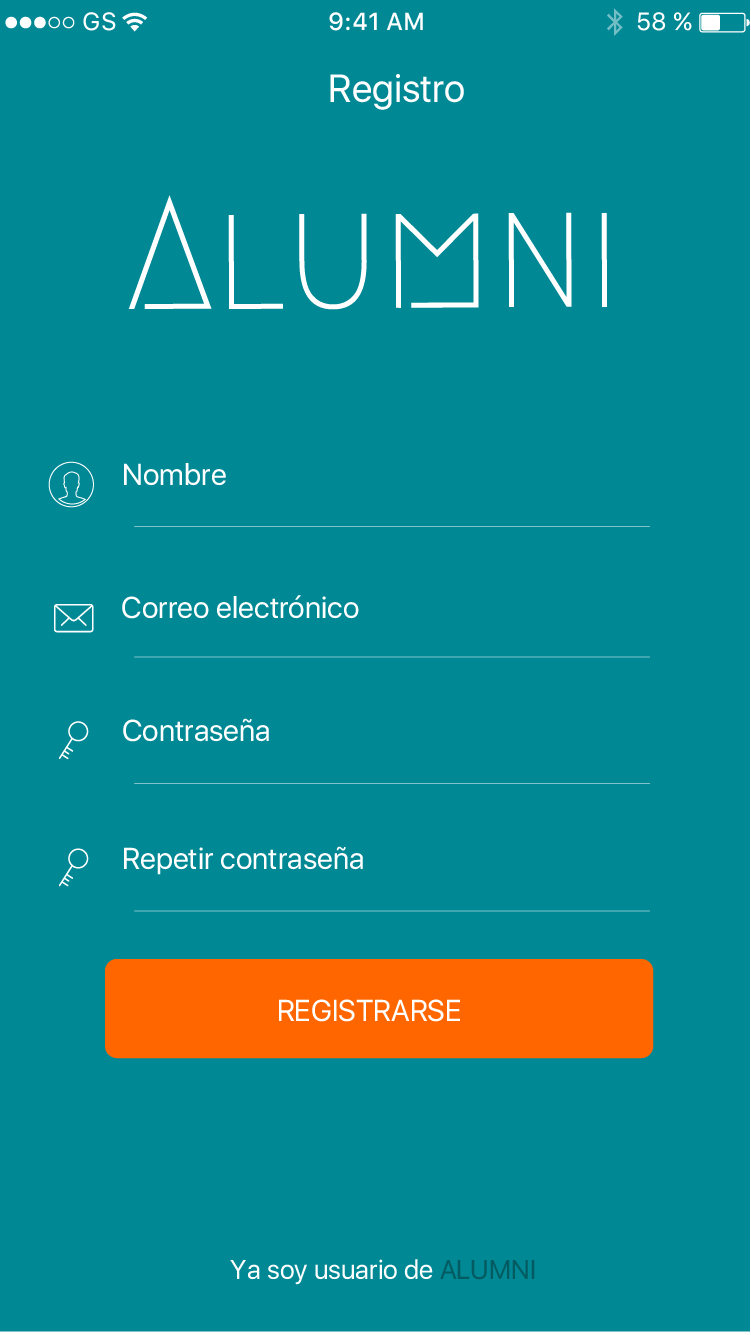 GS 9:41 AM 58 %
Registro
ALUMNI
Nombre
Correo electrónico
Contraseña
Repetir contraseña
REGISTRARSE
Ya soy usuario de ALUMNI